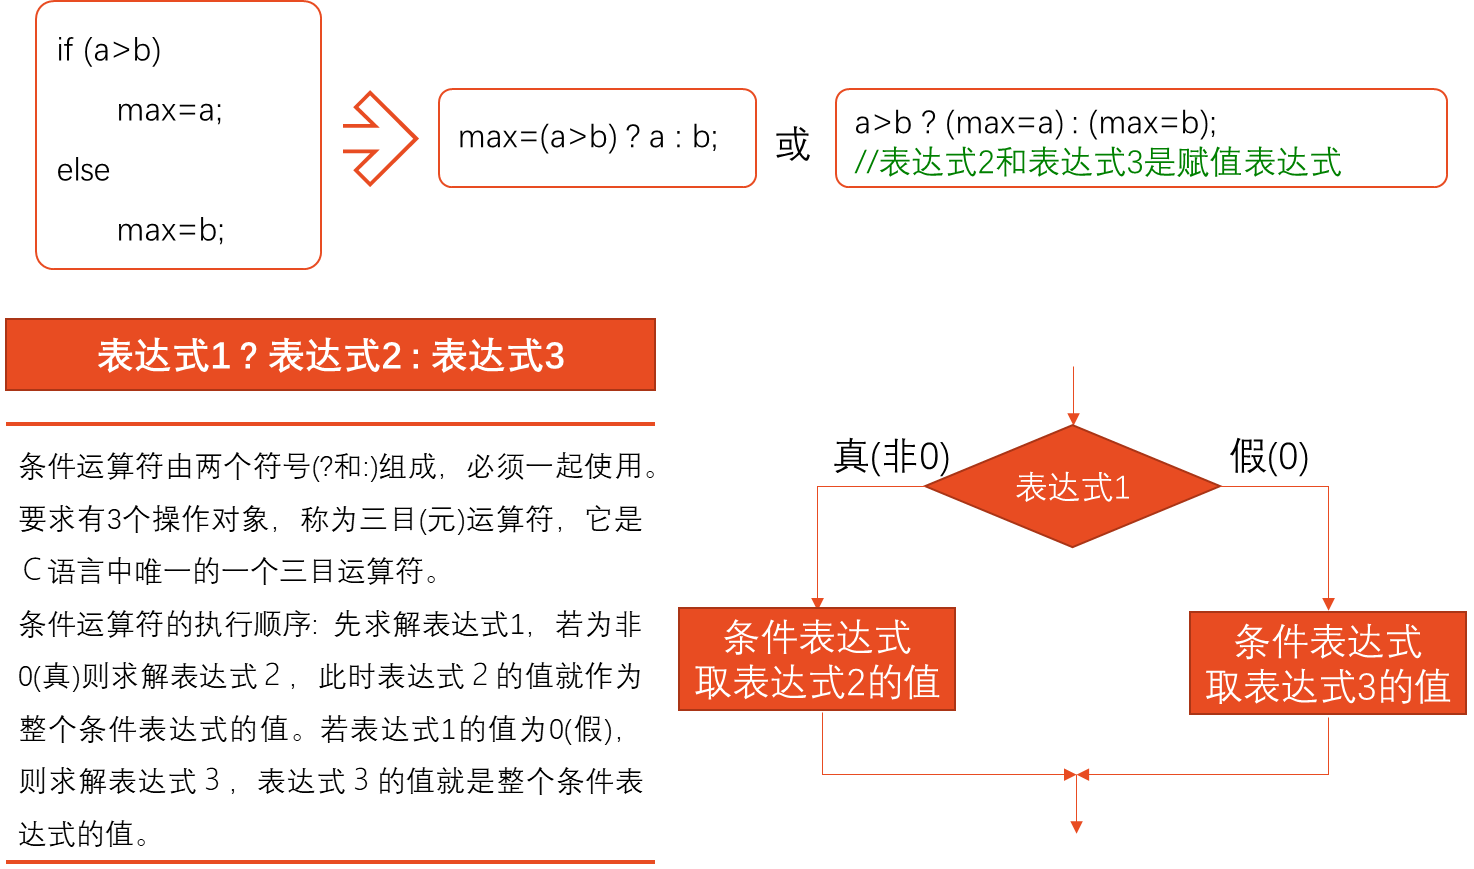 if (a>b)
max=a;
else
max=b;
max=(a>b) ? a : b;
或
a>b ? (max=a) : (max=b);
//表达式2和表达式3是赋值表达式
表达式1 ? 表达式2 : 表达式3
条件运算符由两个符号(?和:)组成，必须一起使用。
要求有3个操作对象，称为三目(元)运算符，它是
Ｃ语言中唯一的一个三目运算符。
条件运算符的执行顺序：先求解表达式1，若为非
0(真)则求解表达式２，此时表达式２的值就作为
整个条件表达式的值。若表达式1的值为0(假)，
则求解表达式３，表达式３的值就是整个条件表
达式的值。
真(非0)
假(0)
表达式1
条件表达式
取表达式2的值
条件表达式
取表达式3的值